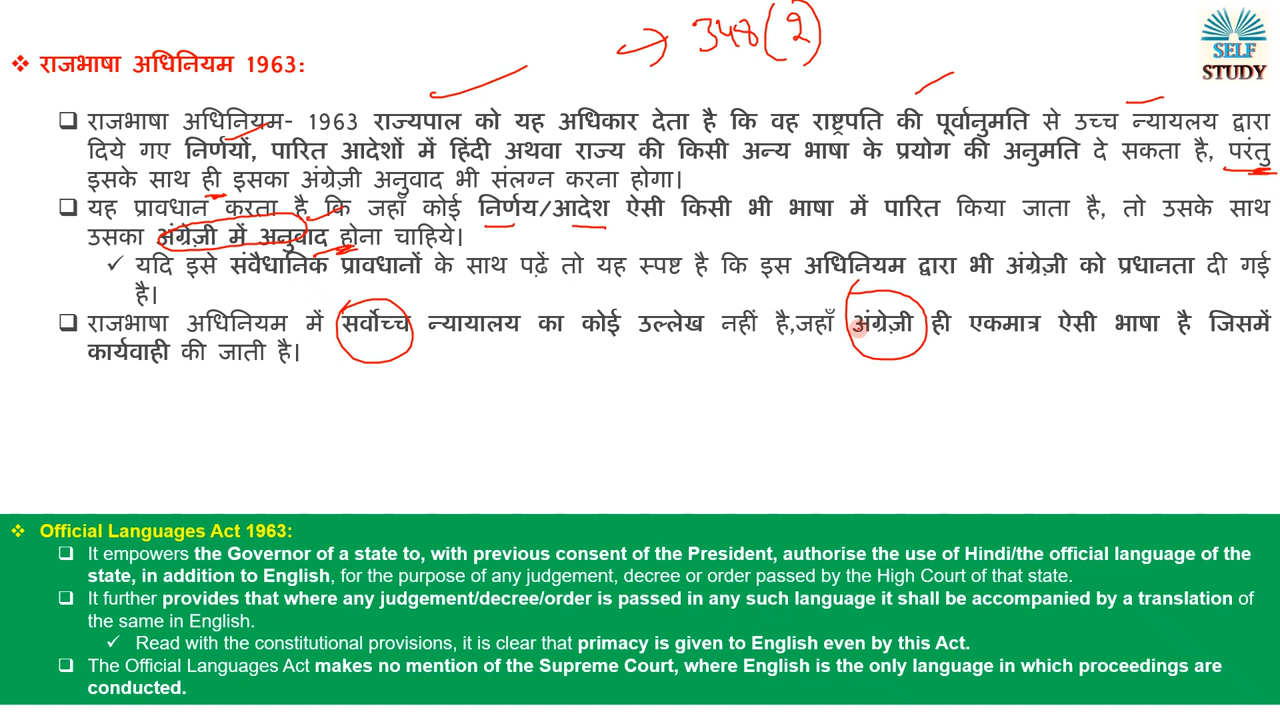 → 348(2)
SELF
STUDY
❖ राजभाषा अधिनियम 1963:
❑ राजभाषा अधिनियम- 1963 राज्यपाल को यह अधिकार देता है कि वह राष्ट्रपति की पूर्वानुमति से उच्च न्यायलय द्वारा
दिये गए निर्णयों, पारित आदेशों में हिंदी अथवा राज्य की किसी अन्य भाषा के प्रयोग की अनुमति दे सकता है, परंतु
इसके साथ ही इसका अंग्रेज़ी अनुवाद भी संलग्न करना होगा।
❑ यह प्रावधान करता है कि जहाँ कोई निर्णय/आदेश ऐसी किसी भी भाषा में पारित किया जाता है, तो उसके साथ
उसका अंग्रेज़ी में अनुवाद होना चाहिये।
✓ यदि इसे संवैधानिक प्रावधानों के साथ पढ़ें तो यह स्पष्ट है कि इस अधिनियम द्वारा भी अंग्रेज़ी को प्रधानता दी गई
है।
❑ राजभाषा अधिनियम में सर्वोच्च न्यायालय का कोई उल्लेख नहीं है,जहाँ अंग्रेज़ी ही एकमात्र ऐसी भाषा है जिसमें
कार्यवाही की जाती है।
❖ Official Languages Act 1963:
❑ It empowers the Governor of a state to, with previous consent of the President, authorise the use of Hindi/the official language of the
state, in addition to English, for the purpose of any judgement, decree or order passed by the High Court of that state.
❑ It further provides that where any judgement/decree/order is passed in any such language it shall be accompanied by a translation of
the same in English.
✓ Read with the constitutional provisions, it is clear that primacy is given to English even by this Act.
❑ The Official Languages Act makes no mention of the Supreme Court, where English is the only language in which proceedings are
conducted.